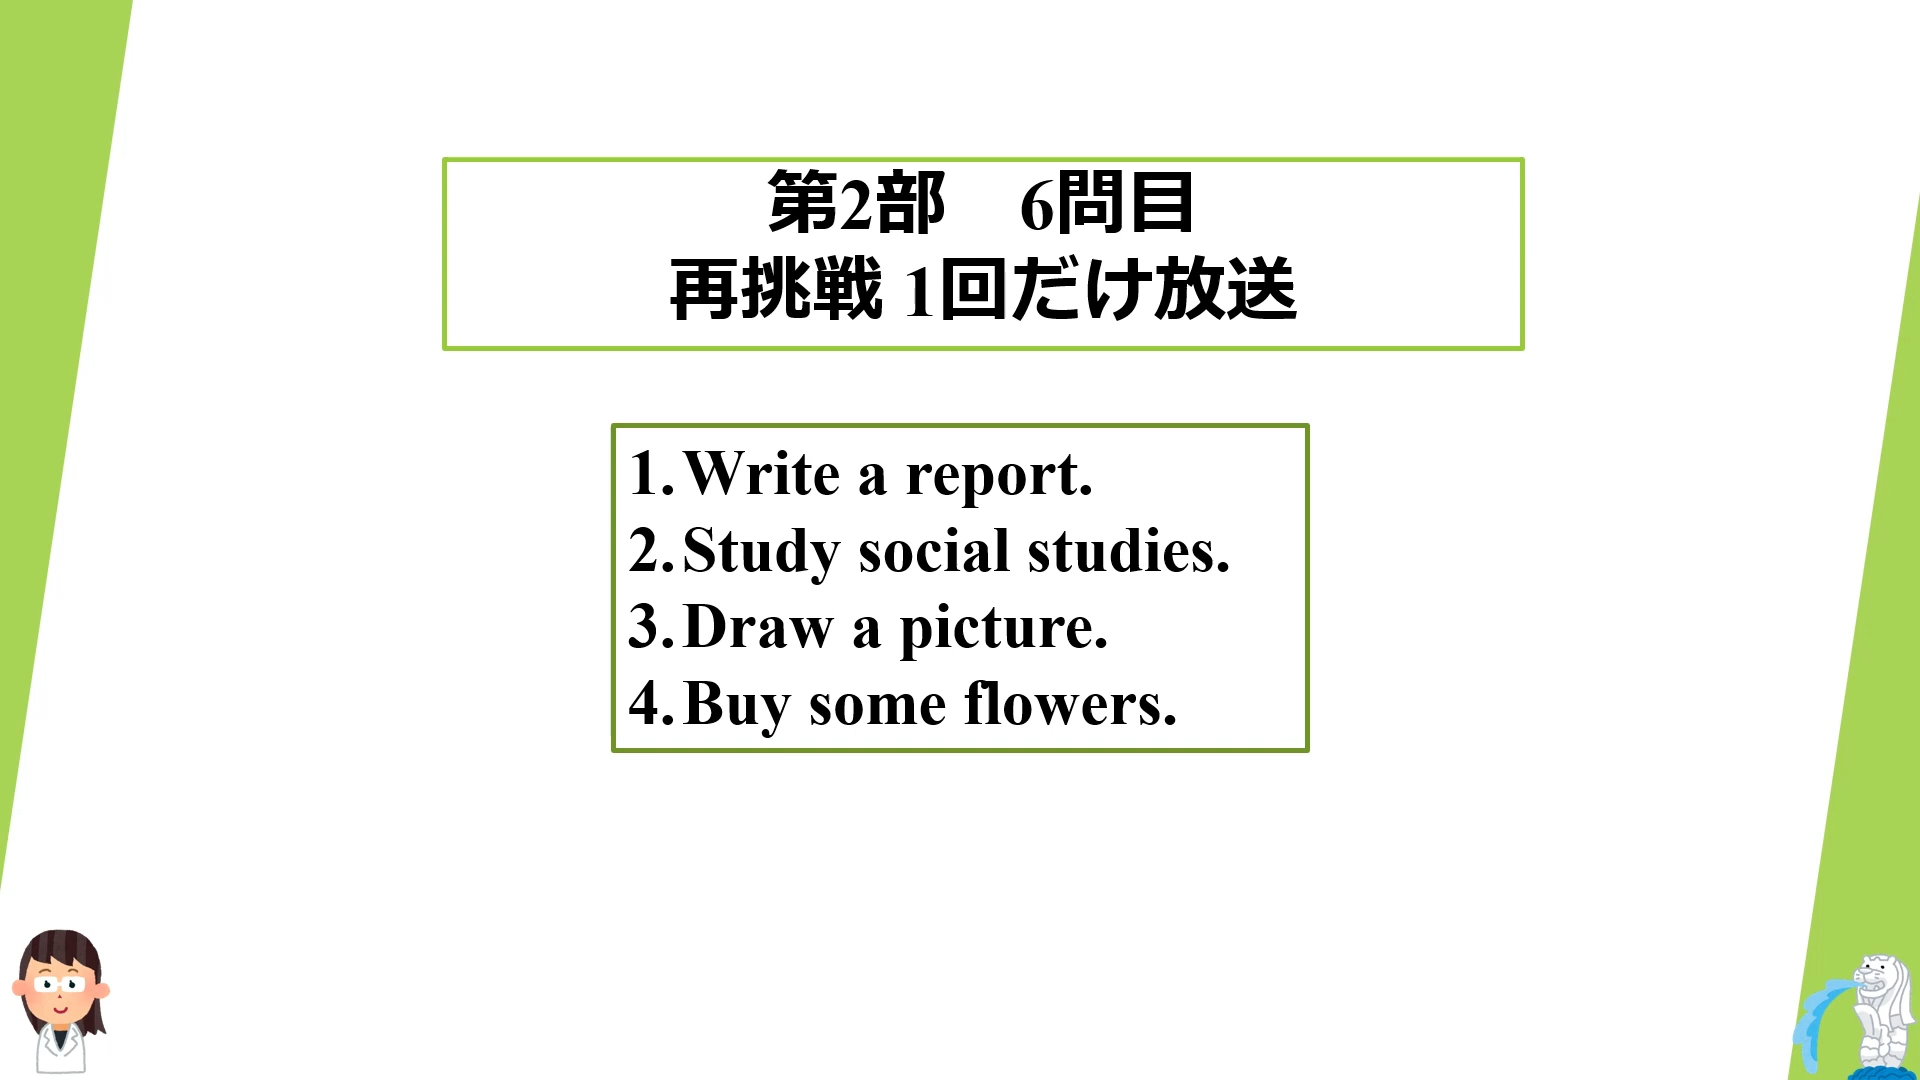 第2部　6問目
再挑戦 1回だけ放送
1. Write a report.
2. Study social studies.
3. Draw a picture.
4. Buy some flowers.